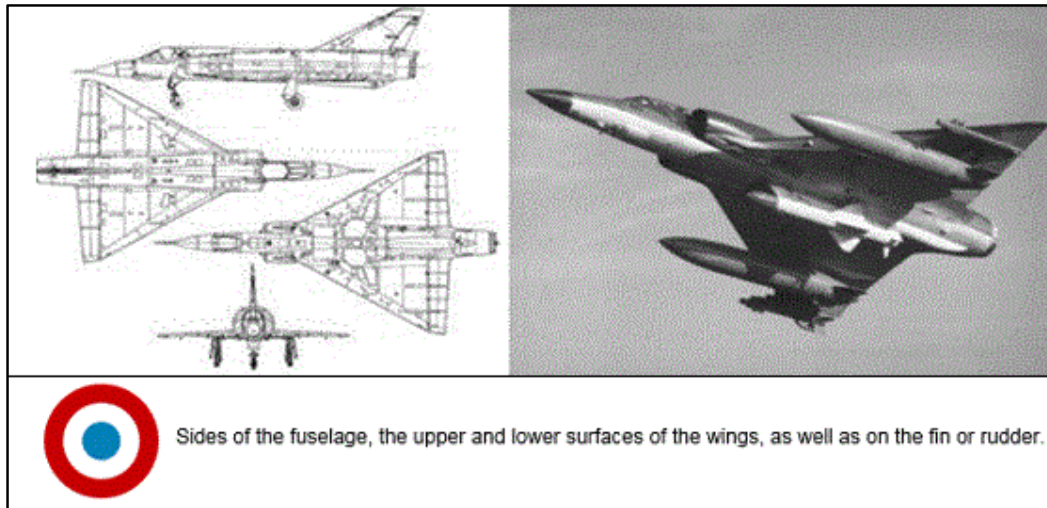 Sides of the fuselage, the upper and lower surfaces of the wings, as well as on the fin or rudder.